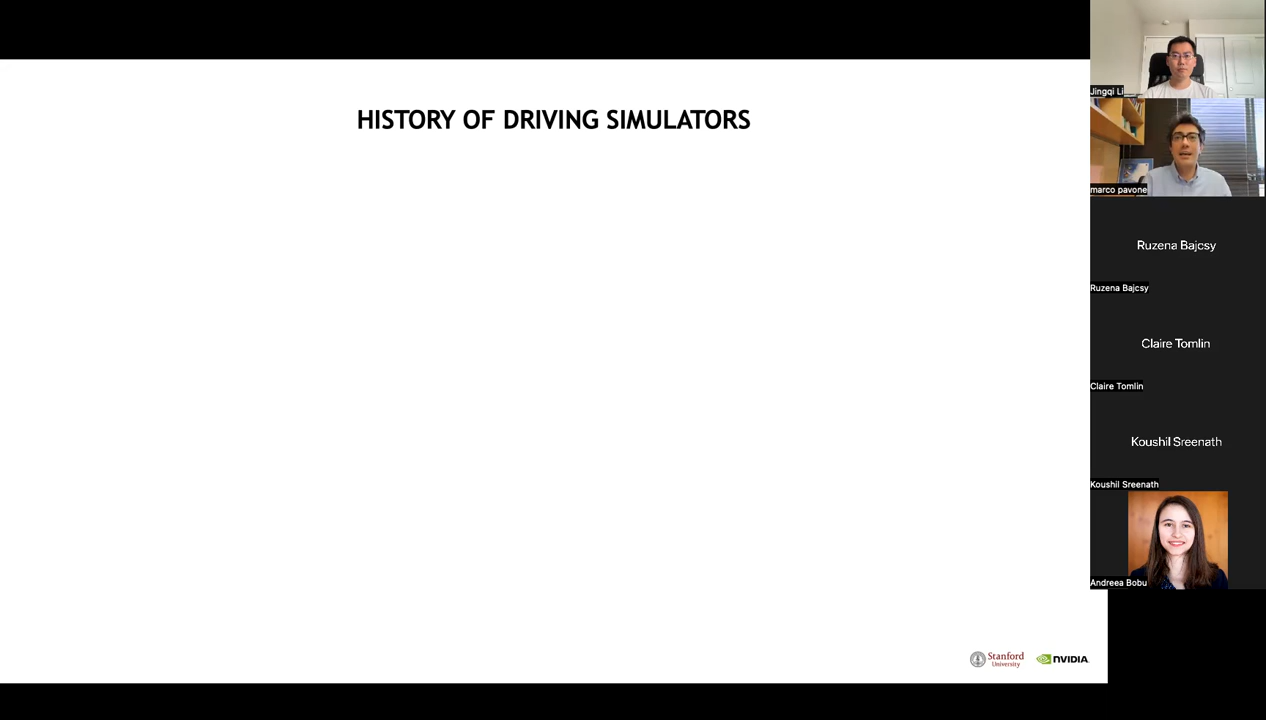 HISTORY OF DRIVING SIMULATORS
Jingqi Li
marco pavone
Ruzena Bajcsy
Ruzena Bajcsy
Claire Tomlin
Claire Tomlin
Koushil Sreenath
Koushil Sreenath
Andreea Bobu
Stanford
University
NVIDIA